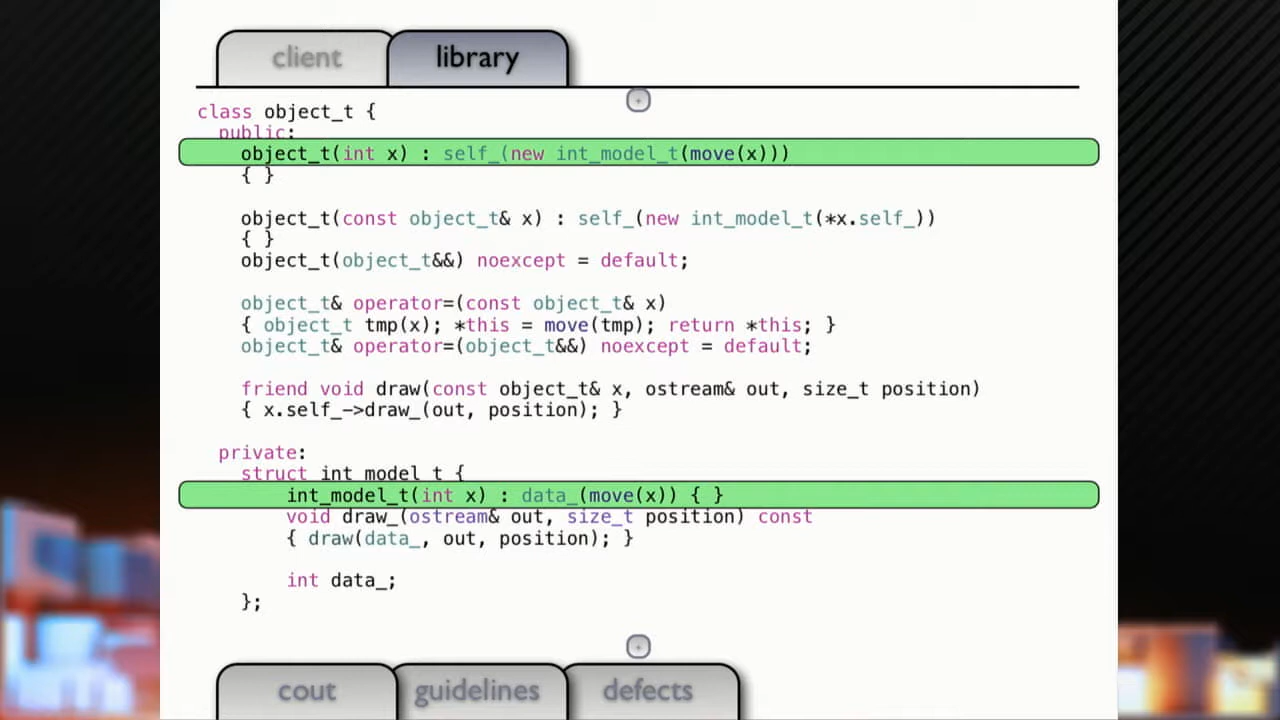 client library
class object_t {
public:
object_t(int x) : self_(new int_model_t(move(x)))
{ }
object_t(const object_t& x) : self_(new int_model_t(*x.self_))
{ }
object_t(object_t&&) noexcept = default;
object_t& operator=(const object_t& x)
{ object_t tmp(x); *this = move(tmp); return *this; }
object_t& operator=(object_t&&) noexcept = default;
friend void draw(const object_t& x, ostream& out, size_t position)
{ x.self_->draw_(out, position); }
private:
struct int_model_t {
int_model_t(int x) : data_(move(x)) { }
void draw_(ostream& out, size_t position) const
{ draw(data_, out, position); }
int data_;
};
cout guidelines defects